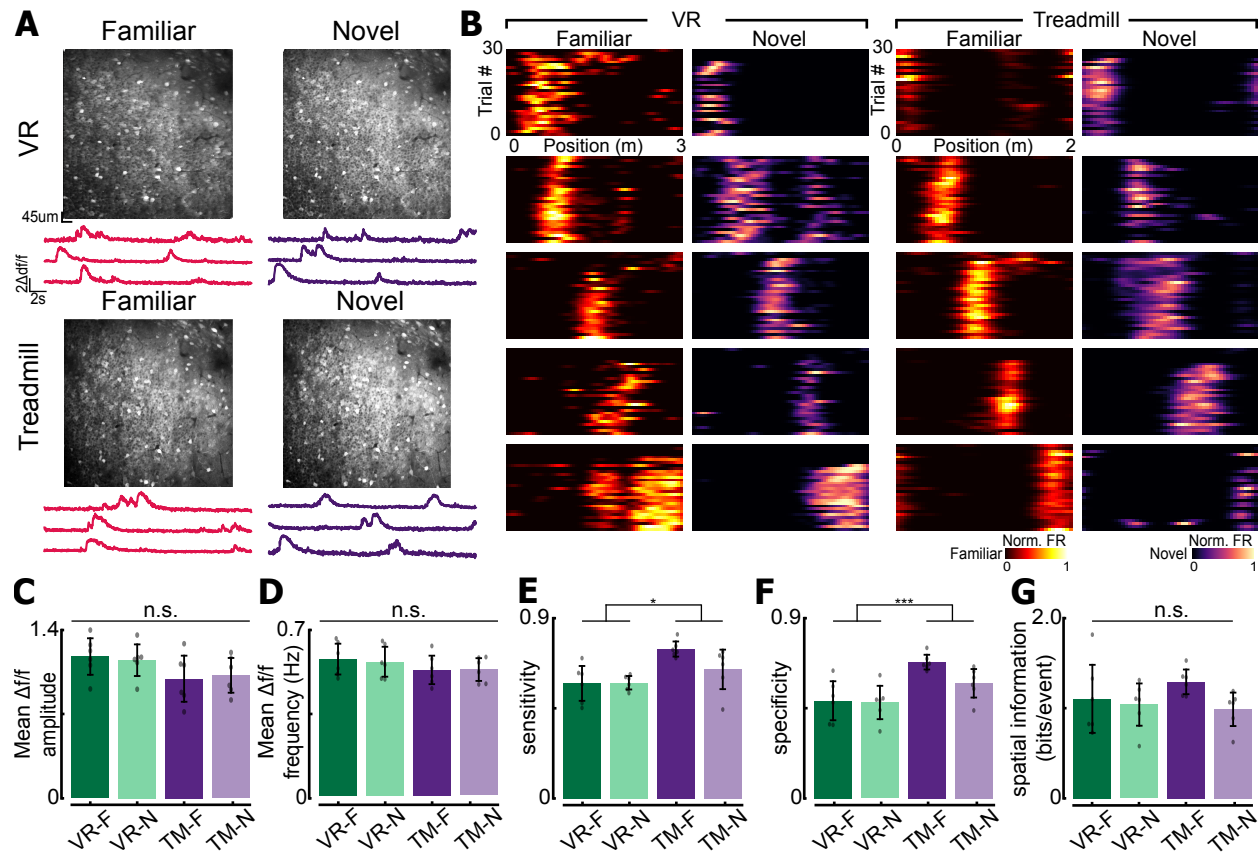 A
Familiar
Novel
VR
45um
2Δdf/f
2s
Familiar
Novel
Treadmill
B
VR
Treadmill
Familiar
Novel
Familiar
Novel
30
Trial #
0
0
Position (m)
3
30
Trial #
0
0
Position (m)
2
Norm. FR
Familiar
0
1
Norm. FR
Novel
0
1
C
n.s.
1.4
Mean Δf/f
amplitude
0
VR-F
VR-N
TM-F
TM-N
D
n.s.
0.7
Mean Δf/f
frequency (Hz)
0
VR-F
VR-N
TM-F
TM-N
E
*
0.9
sensitivity
0
VR-F
VR-N
TM-F
TM-N
F
***
0.9
specificity
0
VR-F
VR-N
TM-F
TM-N
G
n.s.
2.0
spatial information
(bits/event)
0
VR-F
VR-N
TM-F
TM-N